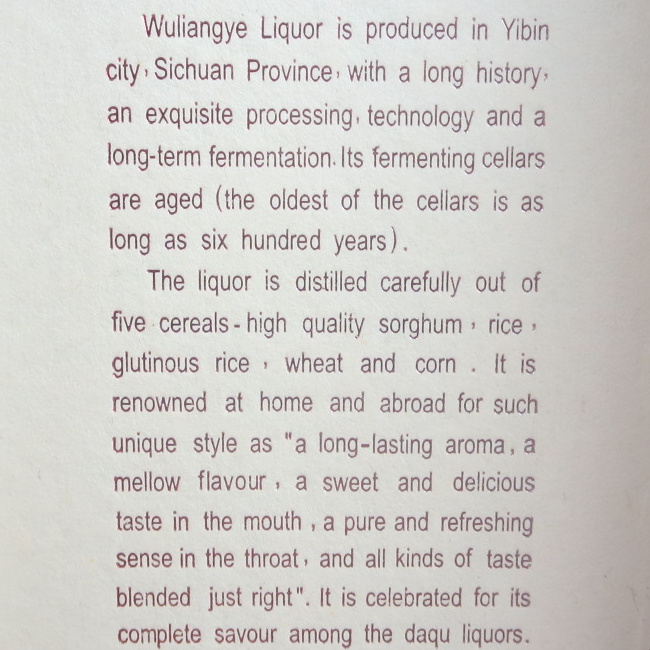 Wuliangye Liquor is produced in Yibin
city, Sichuan Province, with a long history,
an exquisite processing, technology and a
long-term fermentation. Its fermenting cellars
are aged (the oldest of the cellars is as
long as six hundred years).
The liquor is distilled carefully out of
five cereals - high quality sorghum , rice ,
glutinous rice , wheat and corn . It is
renowned at home and abroad for such
unique style as "a long-lasting aroma, a
mellow flavour , a sweet and delicious
taste in the mouth , a pure and refreshing
sense in the throat, and all kinds of taste
blended just right". It is celebrated for its
complete savour among the daqu liquors.